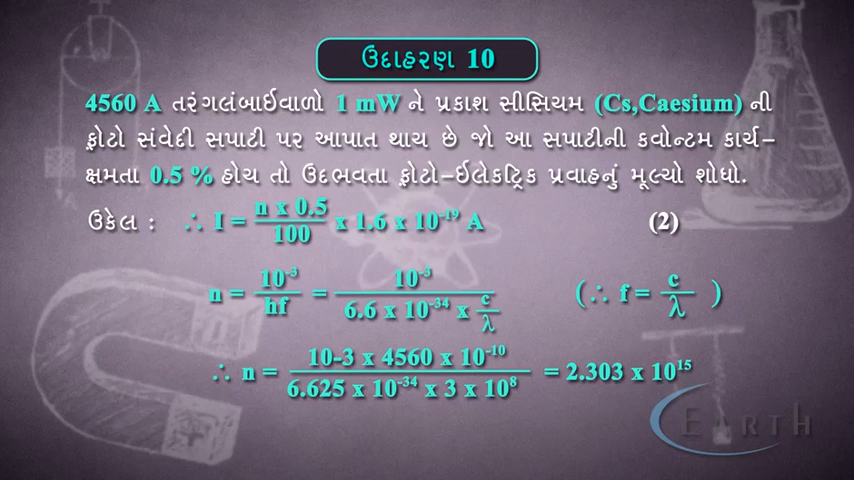 ઉદાહરણ 10
4560 A તરંગલંબાઈવાળો 1 mW ને પ્રકાશ સીસિયમ (Cs,Caesium) ની
ફોટો સંવેદી સપાટી પર આપાત થાય છે જો આ સપાટીની કવોન્ટમ કાર્ય-
ક્ષમતા 0.5 % હોય તો ઉદભવતા ફોટો-ઈલેકટ્રિક પ્રવાહનું મૂલ્યો શોધો.
ઉકેલ : ∴ I = n x 0.5 / 100 x 1.6 x 10⁻¹⁹ A (2)
n = 10⁻³ / hf = 10⁻³ / 6.6 x 10⁻³⁴ x c/λ (∴ f = c/λ )
∴ n = 10-3 x 4560 x 10⁻¹⁰ / 6.625 x 10⁻³⁴ x 3 x 10⁸ = 2.303 x 10¹⁵
EARTH